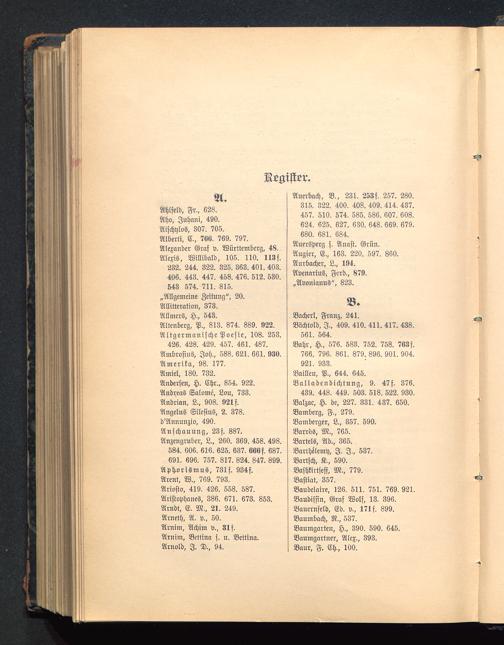 Register.
A.
Ahlfeld, Fr., 628.
Aho, Juhani, 490.
Aischylos, 307. 705.
Alberti, C., 766. 769. 797.
Alexander Graf v. Württemberg, 48.
Alexis, Willibald, 105. 110. 113f.
232. 244. 322. 325. 363. 401. 403.
406. 443. 447. 458. 476. 512. 530.
543 574. 711. 815.
„Allgemeine Zeitung“, 20.
Alliteration, 373.
Allmers, H., 543.
Altenberg, P., 813. 874. 889. 922.
Altgermanische Poesie, 108. 253.
426. 428. 429. 457. 461. 487.
Ambrosius, Joh., 588. 621. 661. 930.
Amerika, 98. 177.
Amiel, 180. 732.
Andersen, H. Chr., 854. 922.
Andreas Salomé, Lou, 733.
Andrian, L., 908. 921f.
Angelus Silesius, 2. 378.
d'Annunzio, 490.
Anschauung, 23f. 887.
Anzengruber, L., 260. 369. 458. 498.
584. 606. 616. 625. 637. 666f. 687.
691. 696. 757. 817. 824. 847. 899.
Aphorismus, 731f. 934f.
Arent, W., 769. 793.
Ariosto, 419. 426. 558. 587.
Aristophanes, 386. 671. 673. 853.
Arndt, E. M., 21. 249.
Arneth, A. v., 50.
Arnim, Achim v., 31f.
Arnim, Bettina s. u. Bettina.
Arnold, J. D., 94.
Auerbach, B., 231. 253f. 257. 280.
315. 322. 400. 408. 409. 414. 437.
457. 510. 574. 585. 586. 607. 608.
624. 625. 627. 630. 648. 669. 679.
680. 681. 684.
Auersperg s. Anast. Grün.
Augier, E., 163. 220. 597. 860.
Aurbacher, L., 194.
Avenarius, Ferd., 879.
„Avonianus“, 823.
B.
Bacherl, Franz, 241.
Bächtold, J., 409. 410. 411. 417. 438.
561. 564.
Bahr, H., 576. 583. 752. 758. 763f.
766. 796. 861. 879. 896. 901. 904.
921. 933.
Baillen, P., 644. 645.
Balladendichtung, 9. 47f. 376.
439. 448. 449. 503. 518. 522. 930.
Balzac, H. de, 227. 331. 437. 650.
Bamberg, F., 279.
Bamberger, L., 357. 590.
Barrès, M., 765.
Bartels, Ad., 365.
Barthélemy, J. J., 537.
Bartsch, K., 590.
Baschkirtseff, M., 779.
Bastiat, 357.
Baudelaire, 126. 511. 751. 769. 921.
Baudissin, Graf Wolf, 13. 396.
Bauernfeld, Ed. v., 171f. 899.
Baumbach, R., 537.
Baumgarten, H., 390. 590. 645.
Baumgartner, Alex., 393.
Baur, F. Ch., 100.